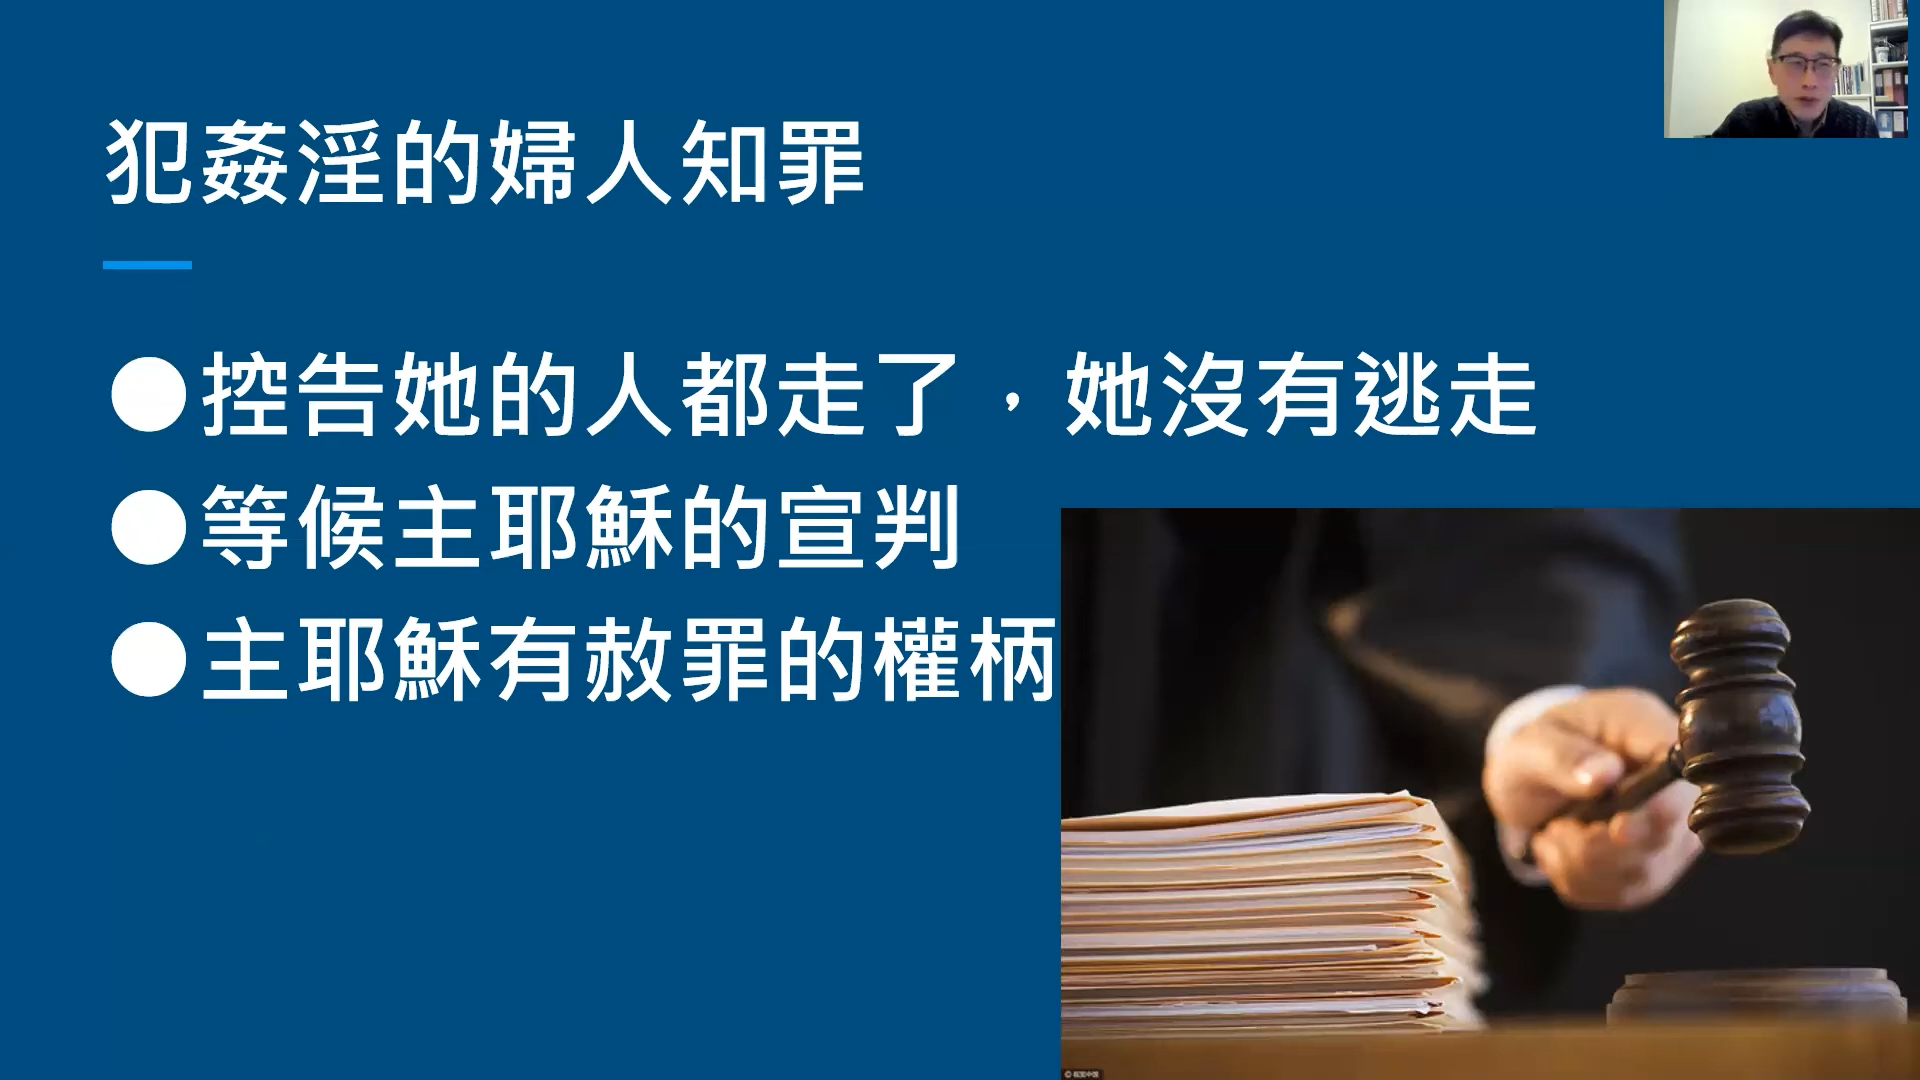 犯姦淫的婦人知罪
●控告她的人都走了，她沒有逃走
●等候主耶穌的宣判
●主耶穌有赦罪的權柄